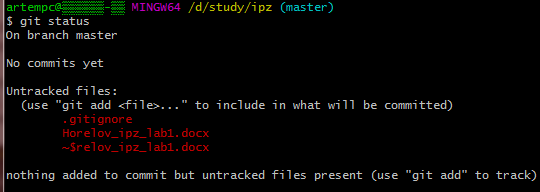 artempc@ MINGW64 /d/study/ipz (master)
$ git status
On branch master
No commits yet
Untracked files:
(use "git add <file>..." to include in what will be committed)
.gitignore
Horelov_ipz_lab1.docx
~$relov_ipz_lab1.docx
nothing added to commit but untracked files present (use "git add" to track)